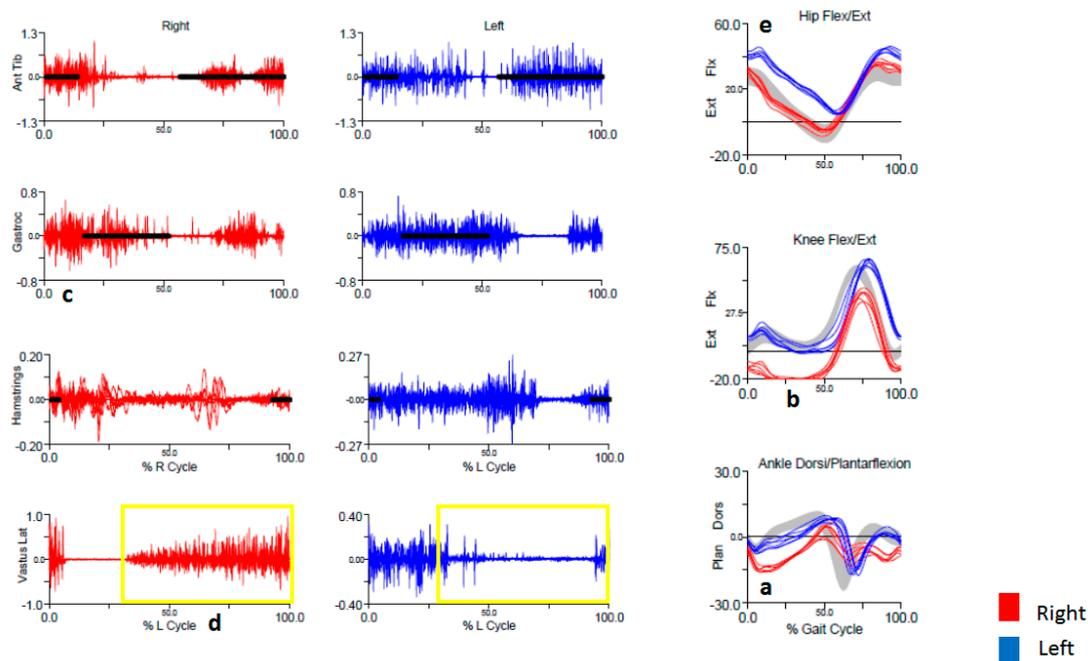 Right
Left
Ant Tib
1.3
0.0
-1.3
0.0
50.0
100.0
1.3
0.0
-1.3
0.0
50.0
100.0
Gastroc
0.8
0.0
-0.8
0.0
50.0
100.0
c
0.8
0.0
-0.8
0.0
50.0
100.0
Hamstrings
0.20
0.00
-0.20
0.0
50.0
100.0
% R Cycle
0.27
-0.00
-0.27
0.0
50.0
100.0
% L Cycle
Vastus Lat
1.0
0.0
-1.0
0.0
50.0
100.0
% L Cycle
d
0.40
0.0
-0.40
0.0
50.0
100.0
% L Cycle
Hip Flex/Ext
e
60.0
20.0
-20.0
Ext Flx
0.0
50.0
100.0
Knee Flex/Ext
75.0
27.5
-20.0
Ext Flx
0.0
50.0
100.0
b
Ankle Dorsi/Plantarflexion
30.0
0.0
-30.0
Plan Dors
a
0.0
50.0
100.0
% Gait Cycle
Right
Left